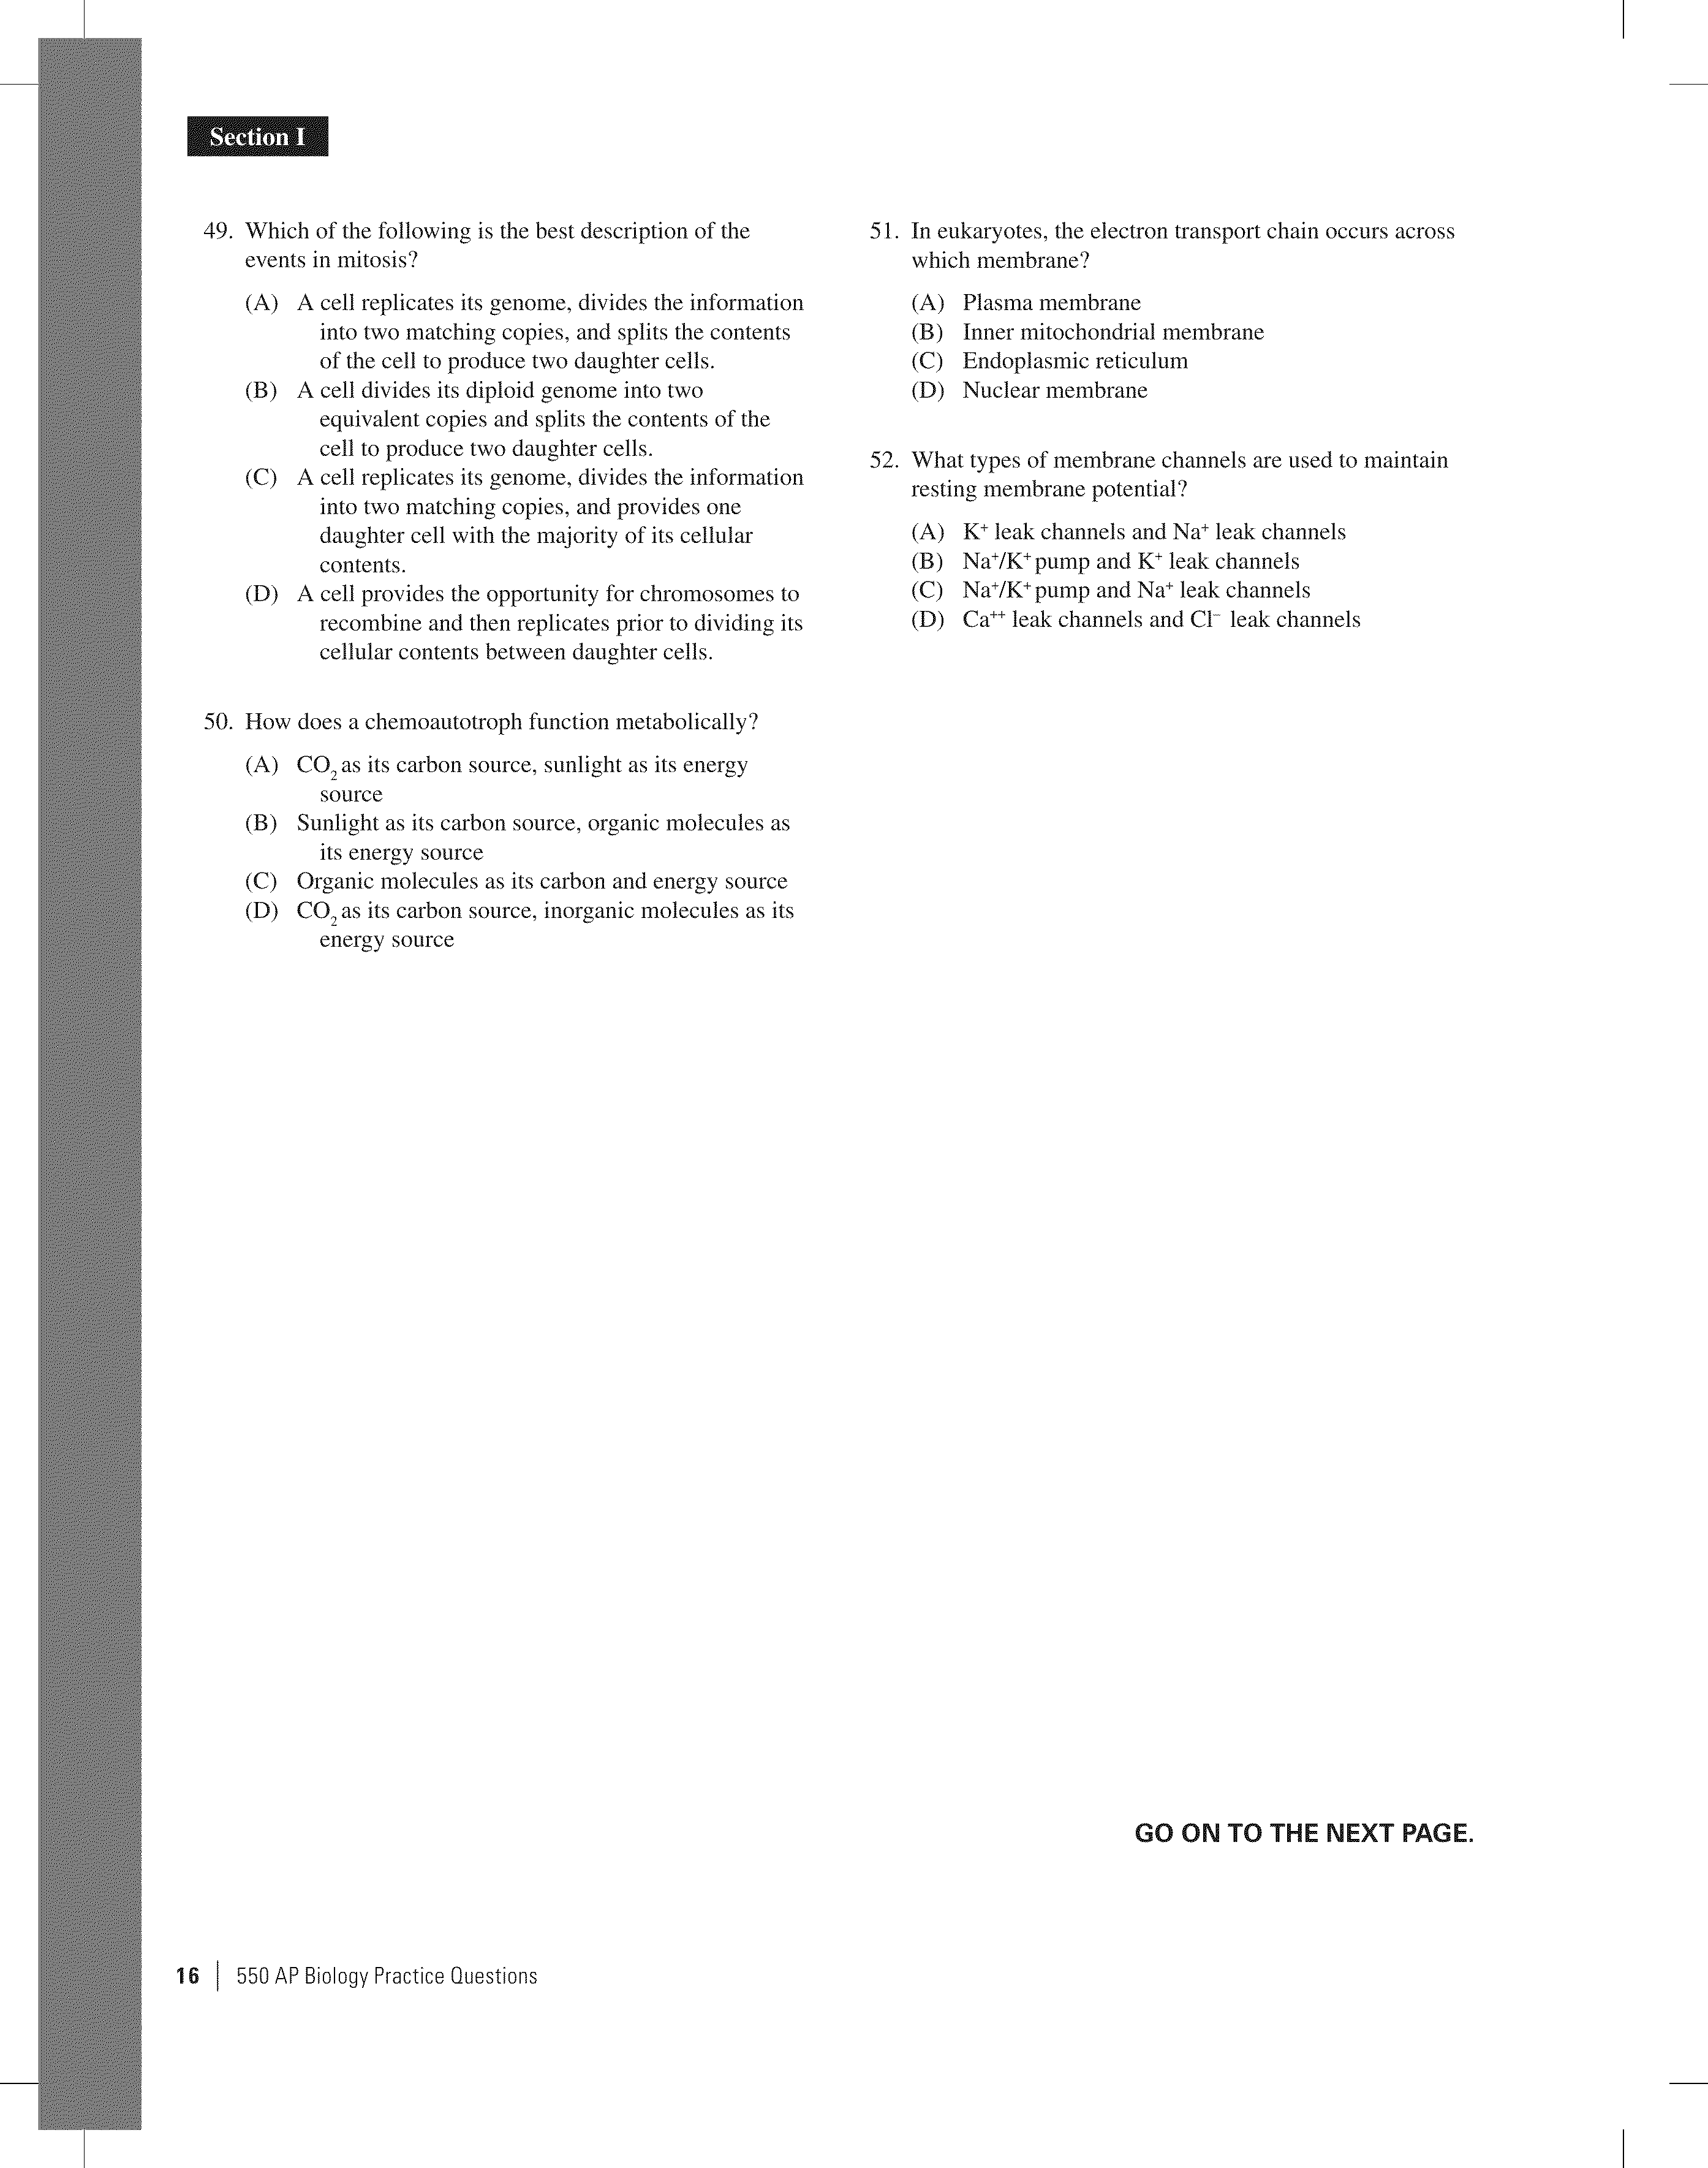 Section I
49. Which of the following is the best description of the
events in mitosis?
(A) A cell replicates its genome, divides the information
into two matching copies, and splits the contents
of the cell to produce two daughter cells.
(B) A cell divides its diploid genome into two
equivalent copies and splits the contents of the
cell to produce two daughter cells.
(C) A cell replicates its genome, divides the information
into two matching copies, and provides one
daughter cell with the majority of its cellular
contents.
(D) A cell provides the opportunity for chromosomes to
recombine and then replicates prior to dividing its
cellular contents between daughter cells.
50. How does a chemoautotroph function metabolically?
(A) CO₂ as its carbon source, sunlight as its energy
source
(B) Sunlight as its carbon source, organic molecules as
its energy source
(C) Organic molecules as its carbon and energy source
(D) CO₂ as its carbon source, inorganic molecules as its
energy source
51. In eukaryotes, the electron transport chain occurs across
which membrane?
(A) Plasma membrane
(B) Inner mitochondrial membrane
(C) Endoplasmic reticulum
(D) Nuclear membrane
52. What types of membrane channels are used to maintain
resting membrane potential?
(A) K⁺ leak channels and Na⁺ leak channels
(B) Na⁺/K⁺ pump and K⁺ leak channels
(C) Na⁺/K⁺ pump and Na⁺ leak channels
(D) Ca⁺⁺ leak channels and Cl⁻ leak channels
GO ON TO THE NEXT PAGE.
16 | 550 AP Biology Practice Questions